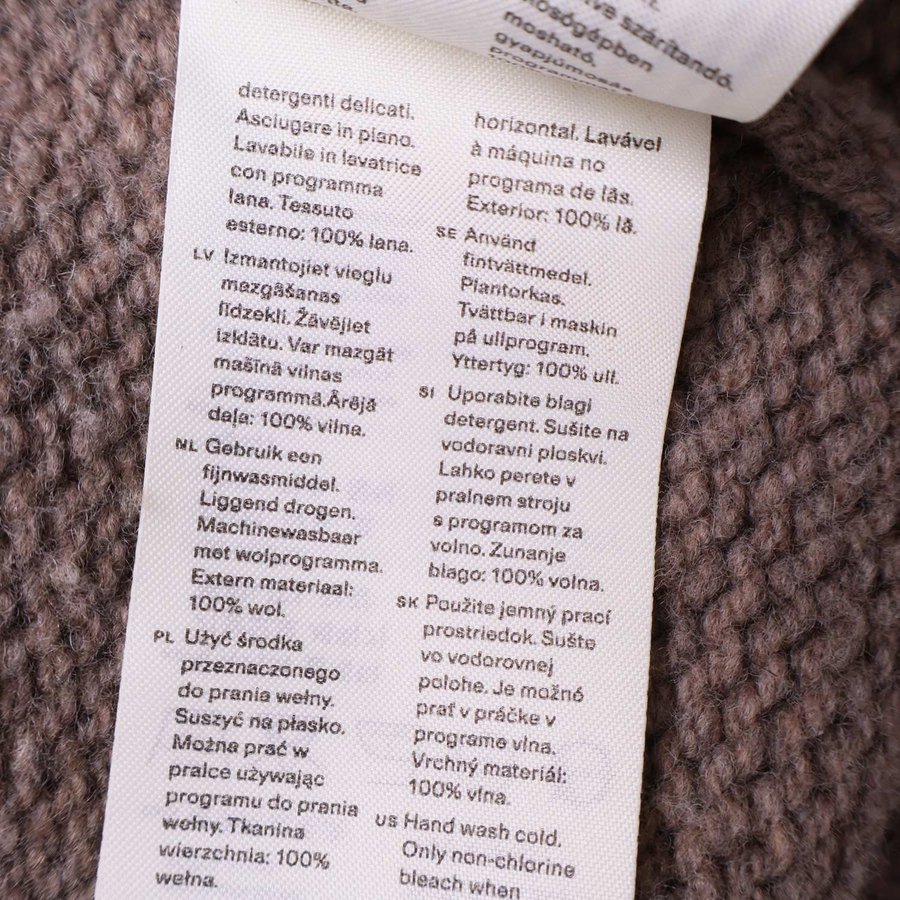 szárítandó.
mosógépben
mosható.
gyapjúmosó
detergenti delicati.
Asciugare in piano.
Lavabile in lavatrice
con programma
lana. Tessuto
esterno: 100% lana.
LV Izmantojiet vieglu
mazgāšanas
līdzekli. Žāvējiet
izklātu. Var mazgāt
mašīnā vilnas
programmā.Ārējā
daļa: 100% vilna.
NL Gebruik een
fijnwasmiddel.
Liggend drogen.
Machinewasbaar
met wolprogramma.
Extern materiaal:
100% wol.
PL Użyć środka
przeznaczonego
do prania wełny.
Suszyć na płasko.
Można prać w
pralce używając
programu do prania
wełny. Tkanina
wierzchnia: 100%
wełna.
horizontal. Lavável
à máquina no
programa de lãs.
Exterior: 100% lã.
SE Använd
fintvättmedel.
Plantorkas.
Tvättbar i maskin
på ullprogram.
Yttertyg: 100% ull.
SI Uporabite blagi
detergent. Sušite na
vodoravni ploskvi.
Lahko perete v
pralnem stroju
s programom za
volno. Zunanje
blago: 100% volna.
SK Použite jemný prací
prostriedok. Sušte
vo vodorovnej
polohe. Je možné
prať v práčke v
programe vlna.
Vrchný materiál:
100% vlna.
US Hand wash cold.
Only non-chlorine
bleach when